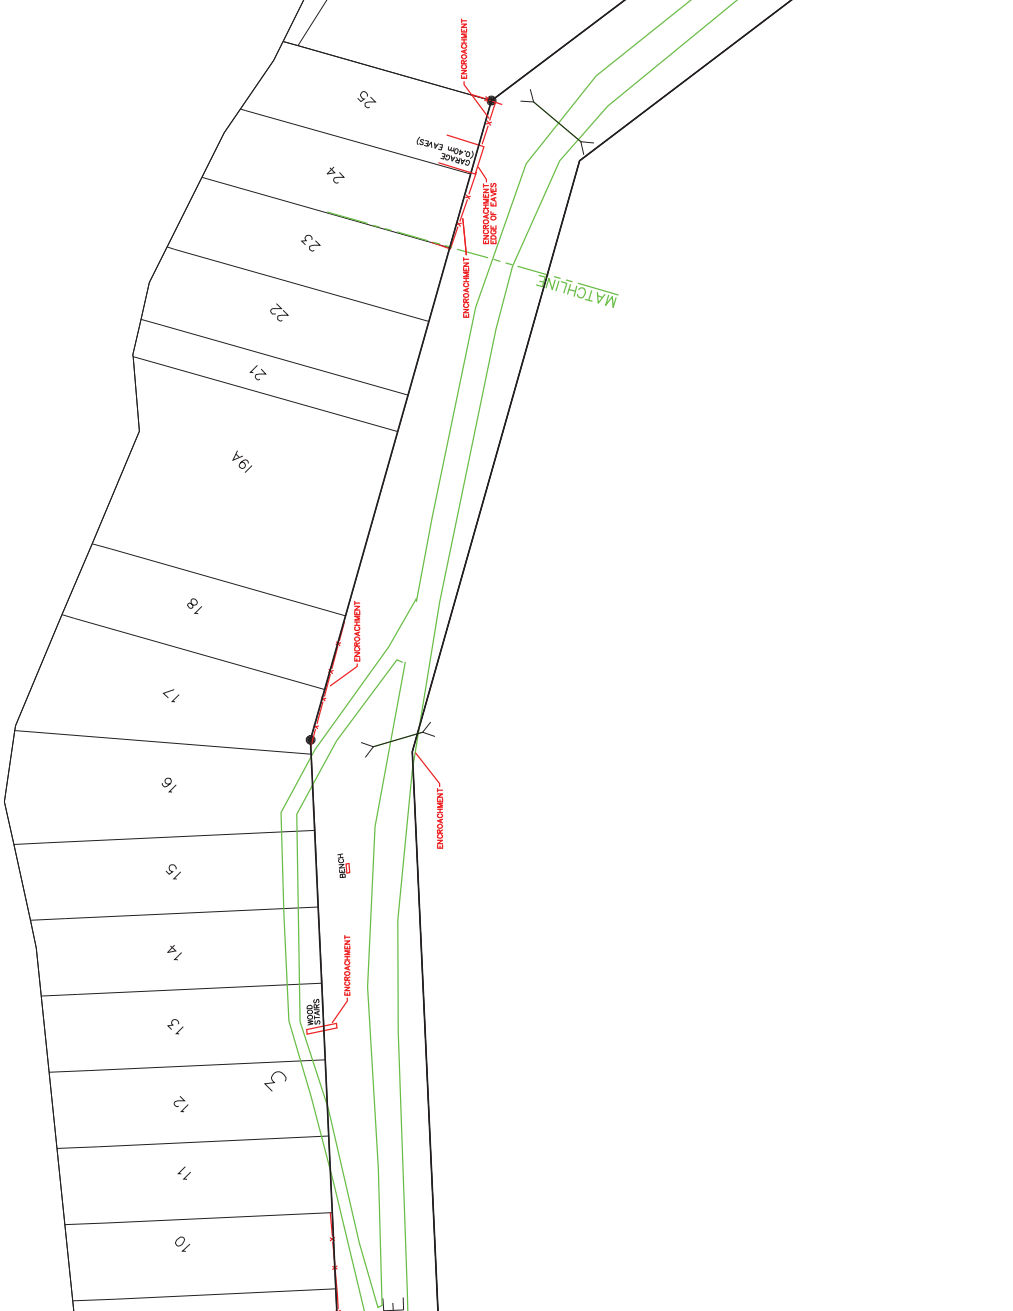 ENCROACHMENT
25
GARAGE
(0.40m EAVES)
24
ENCROACHMENT
EDGE OF EAVES
23
ENCROACHMENT
MATCHLINE
22
21
19A
18
ENCROACHMENT
17
16
ENCROACHMENT
BENCH
15
14
ENCROACHMENT
WOOD
STAIRS
13
3
12
11
10